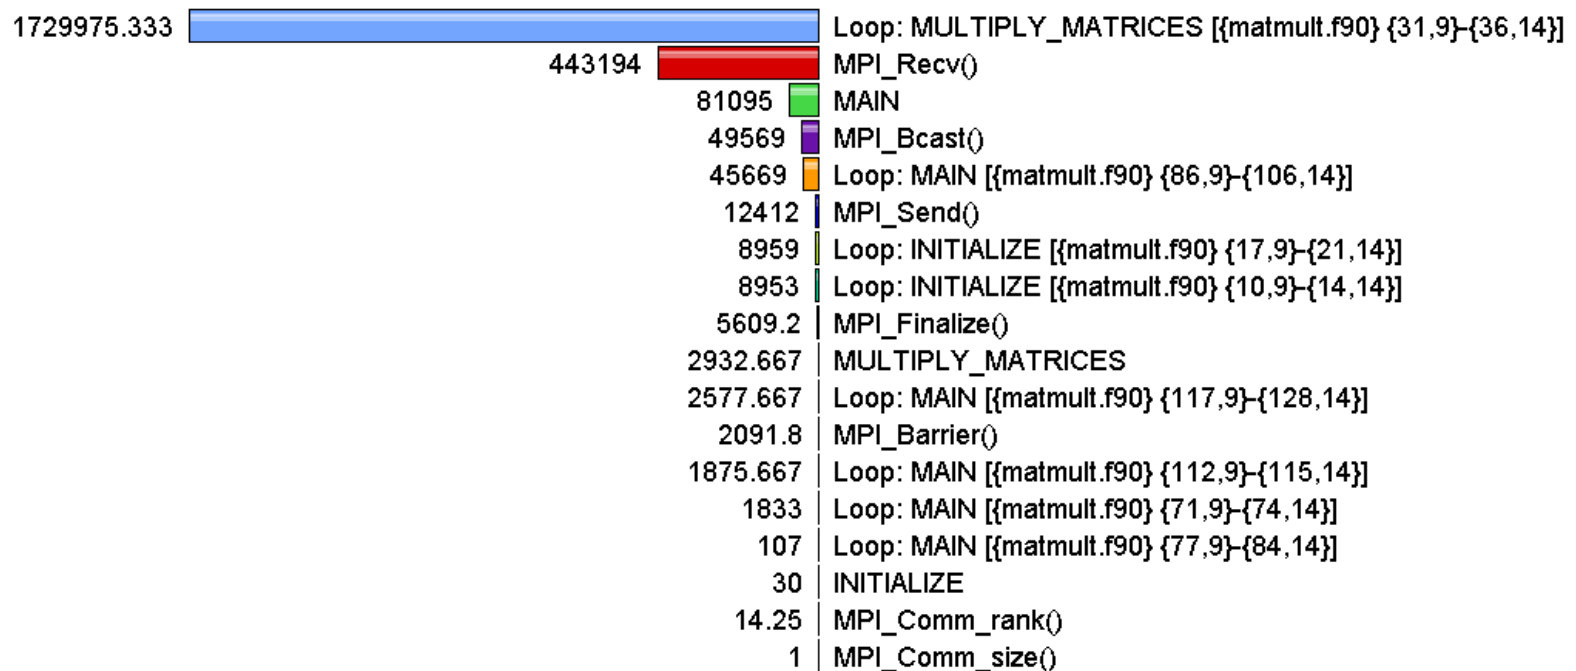 1729975.333 Loop: MULTIPLY_MATRICES [{matmult.f90} {31,9}-{36,14}]
443194 MPI_Recv()
81095 MAIN
49569 MPI_Bcast()
45669 Loop: MAIN [{matmult.f90} {86,9}-{106,14}]
12412 MPI_Send()
8959 Loop: INITIALIZE [{matmult.f90} {17,9}-{21,14}]
8953 Loop: INITIALIZE [{matmult.f90} {10,9}-{14,14}]
5609.2 MPI_Finalize()
2932.667 MULTIPLY_MATRICES
2577.667 Loop: MAIN [{matmult.f90} {117,9}-{128,14}]
2091.8 MPI_Barrier()
1875.667 Loop: MAIN [{matmult.f90} {112,9}-{115,14}]
1833 Loop: MAIN [{matmult.f90} {71,9}-{74,14}]
107 Loop: MAIN [{matmult.f90} {77,9}-{84,14}]
30 INITIALIZE
14.25 MPI_Comm_rank()
1 MPI_Comm_size()